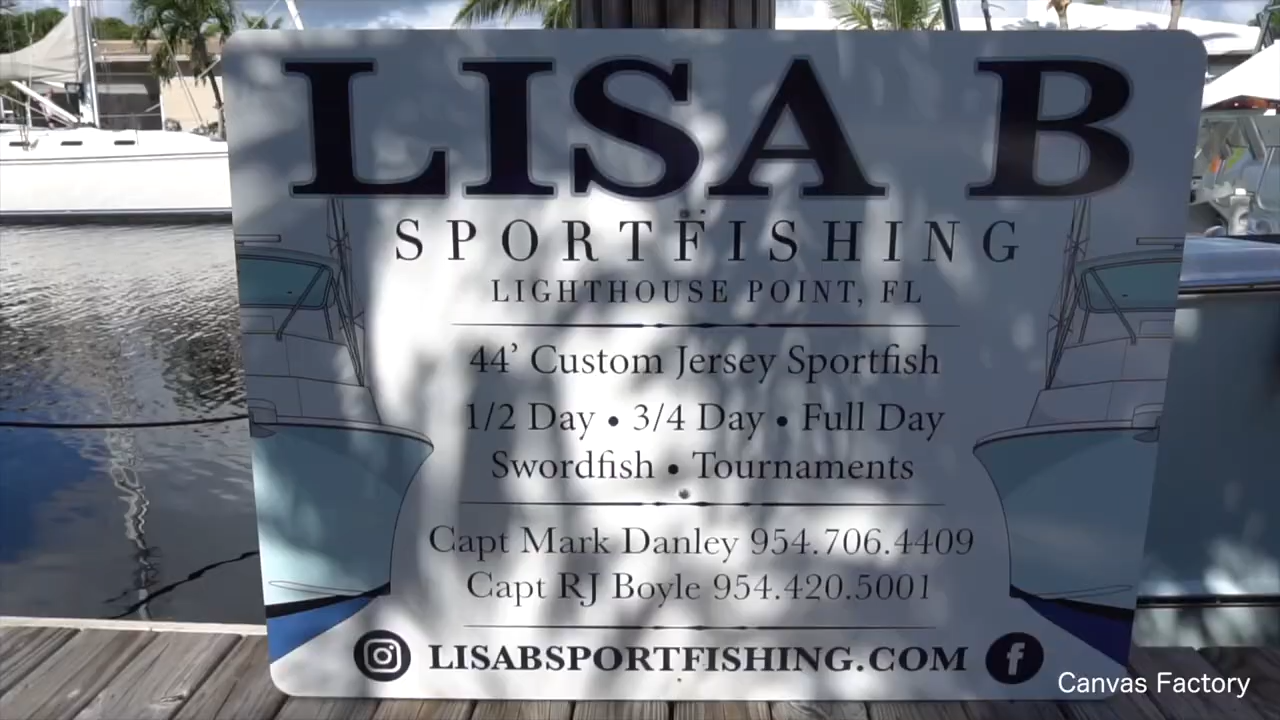 LISA B
SPORTFISHING
LIGHTHOUSE POINT, FL
44’ Custom Jersey Sportfish
1/2 Day • 3/4 Day • Full Day
Swordfish • Tournaments
Capt Mark Danley 954.706.4409
Capt RJ Boyle 954.420.5001
LISABSPORTFISHING.COM
Canvas Factory